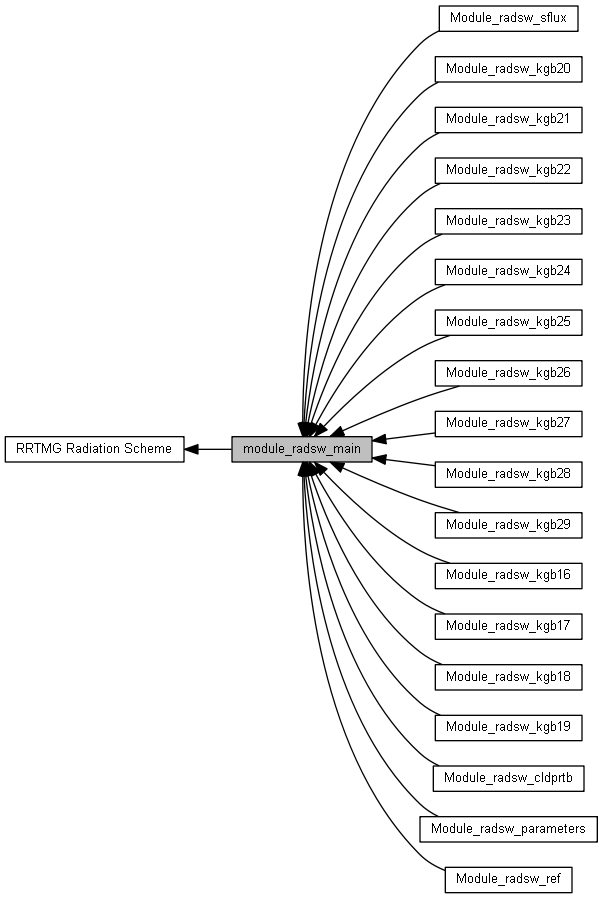 Module_radsw_sflux
Module_radsw_kgb20
Module_radsw_kgb21
Module_radsw_kgb22
Module_radsw_kgb23
Module_radsw_kgb24
Module_radsw_kgb25
Module_radsw_kgb26
Module_radsw_kgb27
RRTMG Radiation Scheme
module_radsw_main
Module_radsw_kgb28
Module_radsw_kgb29
Module_radsw_kgb16
Module_radsw_kgb17
Module_radsw_kgb18
Module_radsw_kgb19
Module_radsw_cldprtb
Module_radsw_parameters
Module_radsw_ref